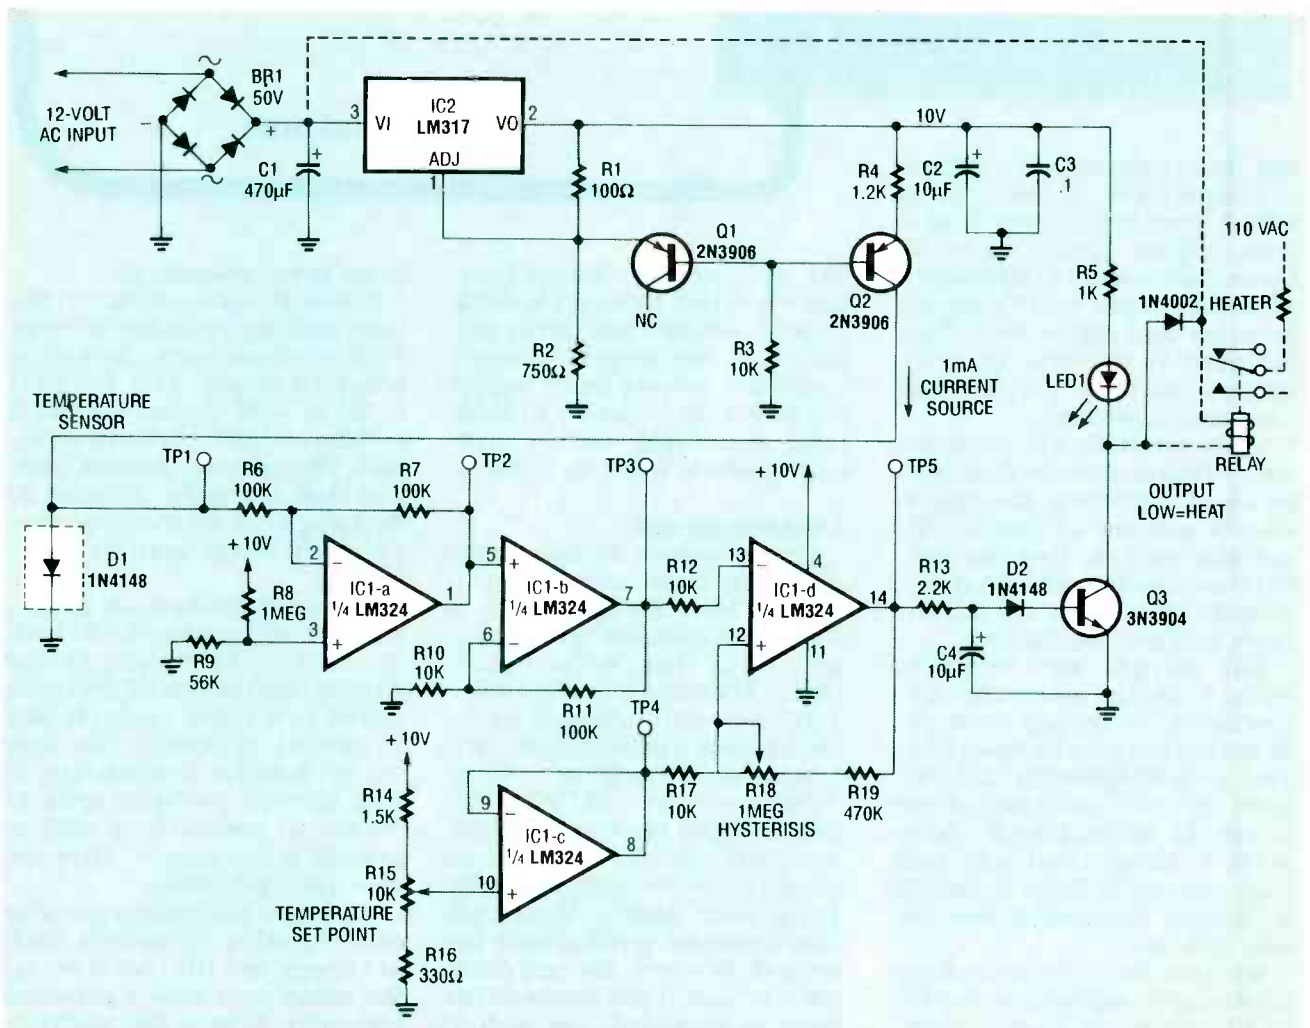 12-VOLT
AC INPUT
BR1
50V
−
+
C1
470µF
+
3
VI
IC2
LM317
VO
2
ADJ
1
R1
100Ω
R2
750Ω
Q1
2N3906
NC
R3
10K
10V
R4
1.2K
Q2
2N3906
C2
10µF
+
C3
.1
1mA
CURRENT
SOURCE
R5
1K
LED1
1N4002
110 VAC
HEATER
RELAY
OUTPUT
LOW=HEAT
TEMPERATURE
SENSOR
TP1
R6
100K
R7
100K
TP2
TP3
+10V
TP5
D1
1N4148
+10V
R8
1MEG
R9
56K
2
−
3
+
IC1-a
1/4 LM324
1
5
+
6
−
IC1-b
1/4 LM324
7
R10
10K
R11
100K
R12
10K
13
−
12
+
IC1-d
1/4 LM324
4
11
14
R13
2.2K
D2
1N4148
C4
10µF
+
Q3
3N3904
TP4
+10V
R14
1.5K
R15
10K
TEMPERATURE
SET POINT
R16
330Ω
9
−
10
+
IC1-c
1/4 LM324
8
R17
10K
R18
1MEG
HYSTERISIS
R19
470K